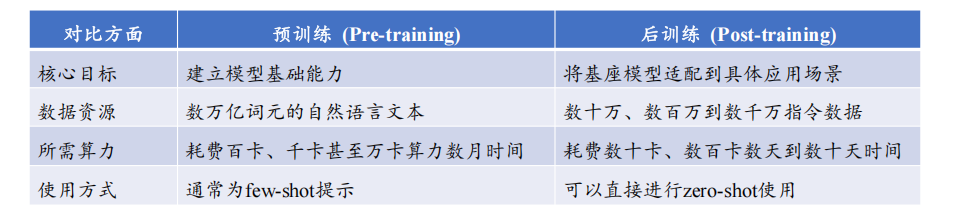 对比方面 预训练 (Pre-training) 后训练 (Post-training)
核心目标 建立模型基础能力 将基座模型适配到具体应用场景
数据资源 数万亿词元的自然语言文本 数十万、数百万到数千万指令数据
所需算力 耗费百卡、千卡甚至万卡算力数月时间 耗费数十卡、数百卡数天到数十天时间
使用方式 通常为few-shot提示 可以直接进行zero-shot使用